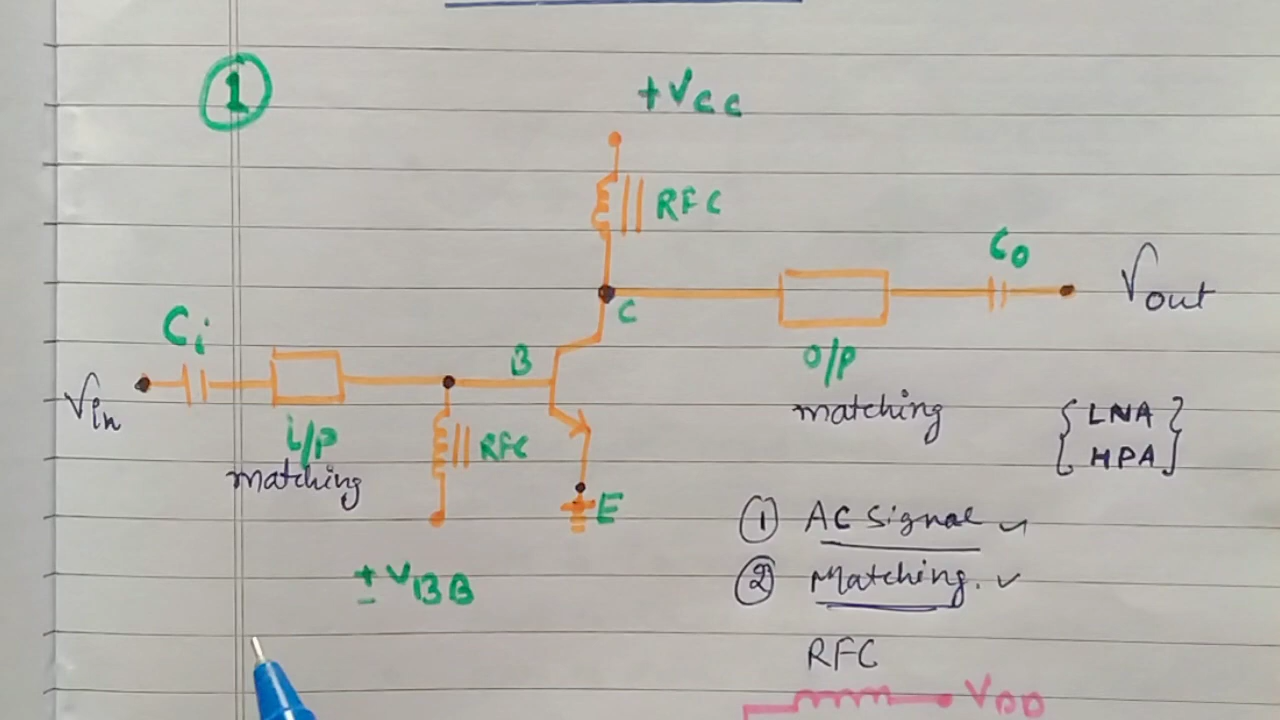 1
+Vcc
RFC
Co
Vout
C
Ci
B
O/P
matching
Vin
i/p
matching
RFC
{ LNA }
[ HPA ]
E
① AC Signal ✓
② Matching. ✓
± VBB
RFC
VDD